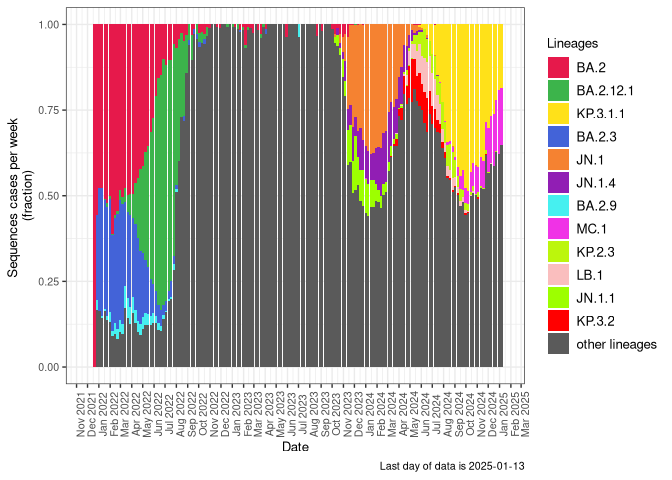 1.00
0.75
0.50
0.25
0.00
Sequences cases per week
(fraction)
Nov 2021
Dec 2021
Jan 2022
Feb 2022
Mar 2022
Apr 2022
May 2022
Jun 2022
Jul 2022
Aug 2022
Sep 2022
Oct 2022
Nov 2022
Dec 2022
Jan 2023
Feb 2023
Mar 2023
Apr 2023
May 2023
Jun 2023
Jul 2023
Aug 2023
Sep 2023
Oct 2023
Nov 2023
Dec 2023
Jan 2024
Feb 2024
Mar 2024
Apr 2024
May 2024
Jun 2024
Jul 2024
Aug 2024
Sep 2024
Oct 2024
Nov 2024
Dec 2024
Jan 2025
Feb 2025
Mar 2025
Date
Lineages
BA.2
BA.2.12.1
KP.3.1.1
BA.2.3
JN.1
JN.1.4
BA.2.9
MC.1
KP.2.3
LB.1
JN.1.1
KP.3.2
other lineages
Last day of data is 2025-01-13